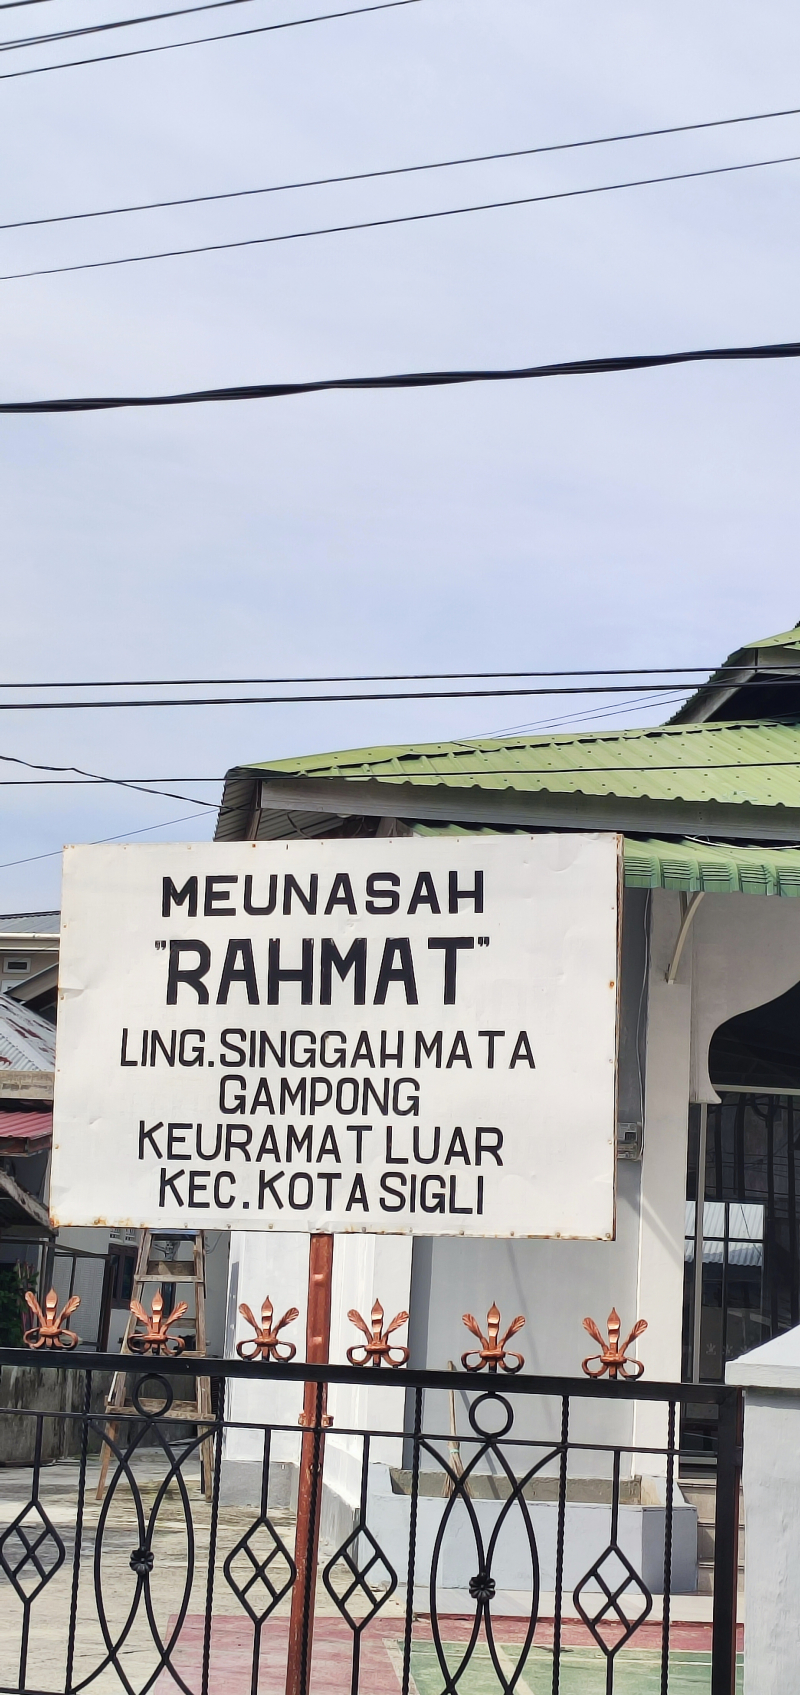 MEUNASAH
"RAHMAT"
LING.SINGGAH MATA
GAMPONG
KEURAMAT LUAR
KEC.KOTA SIGLI